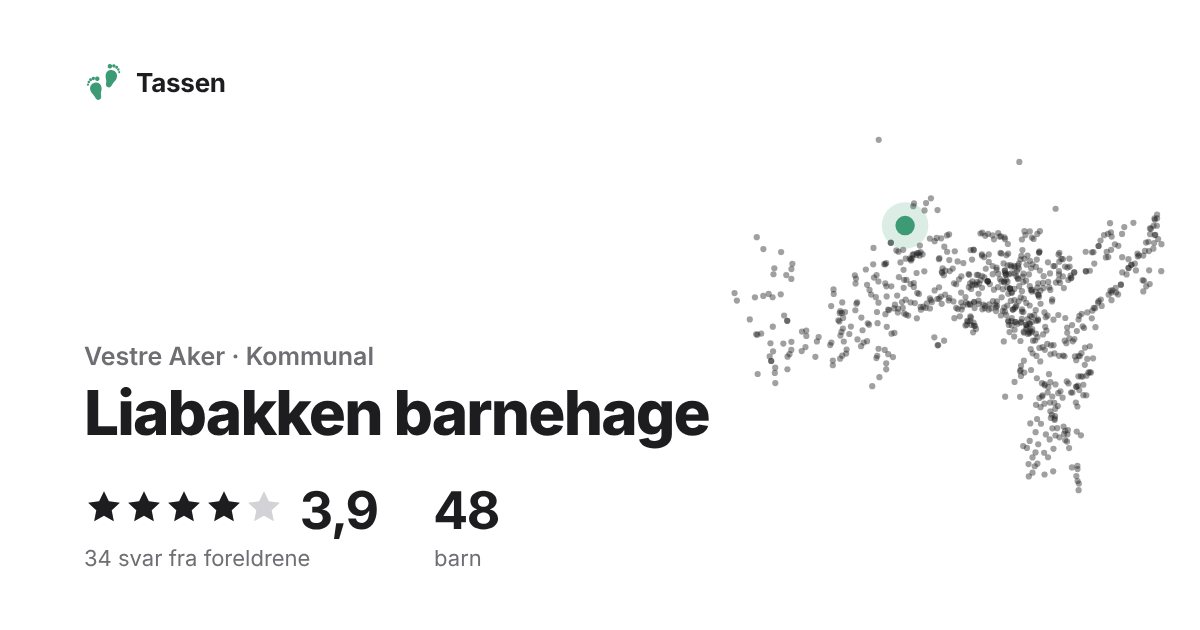 Tassen
Vestre Aker · Kommunal
Liabakken barnehage
3,9
34 svar fra foreldrene
48
barn